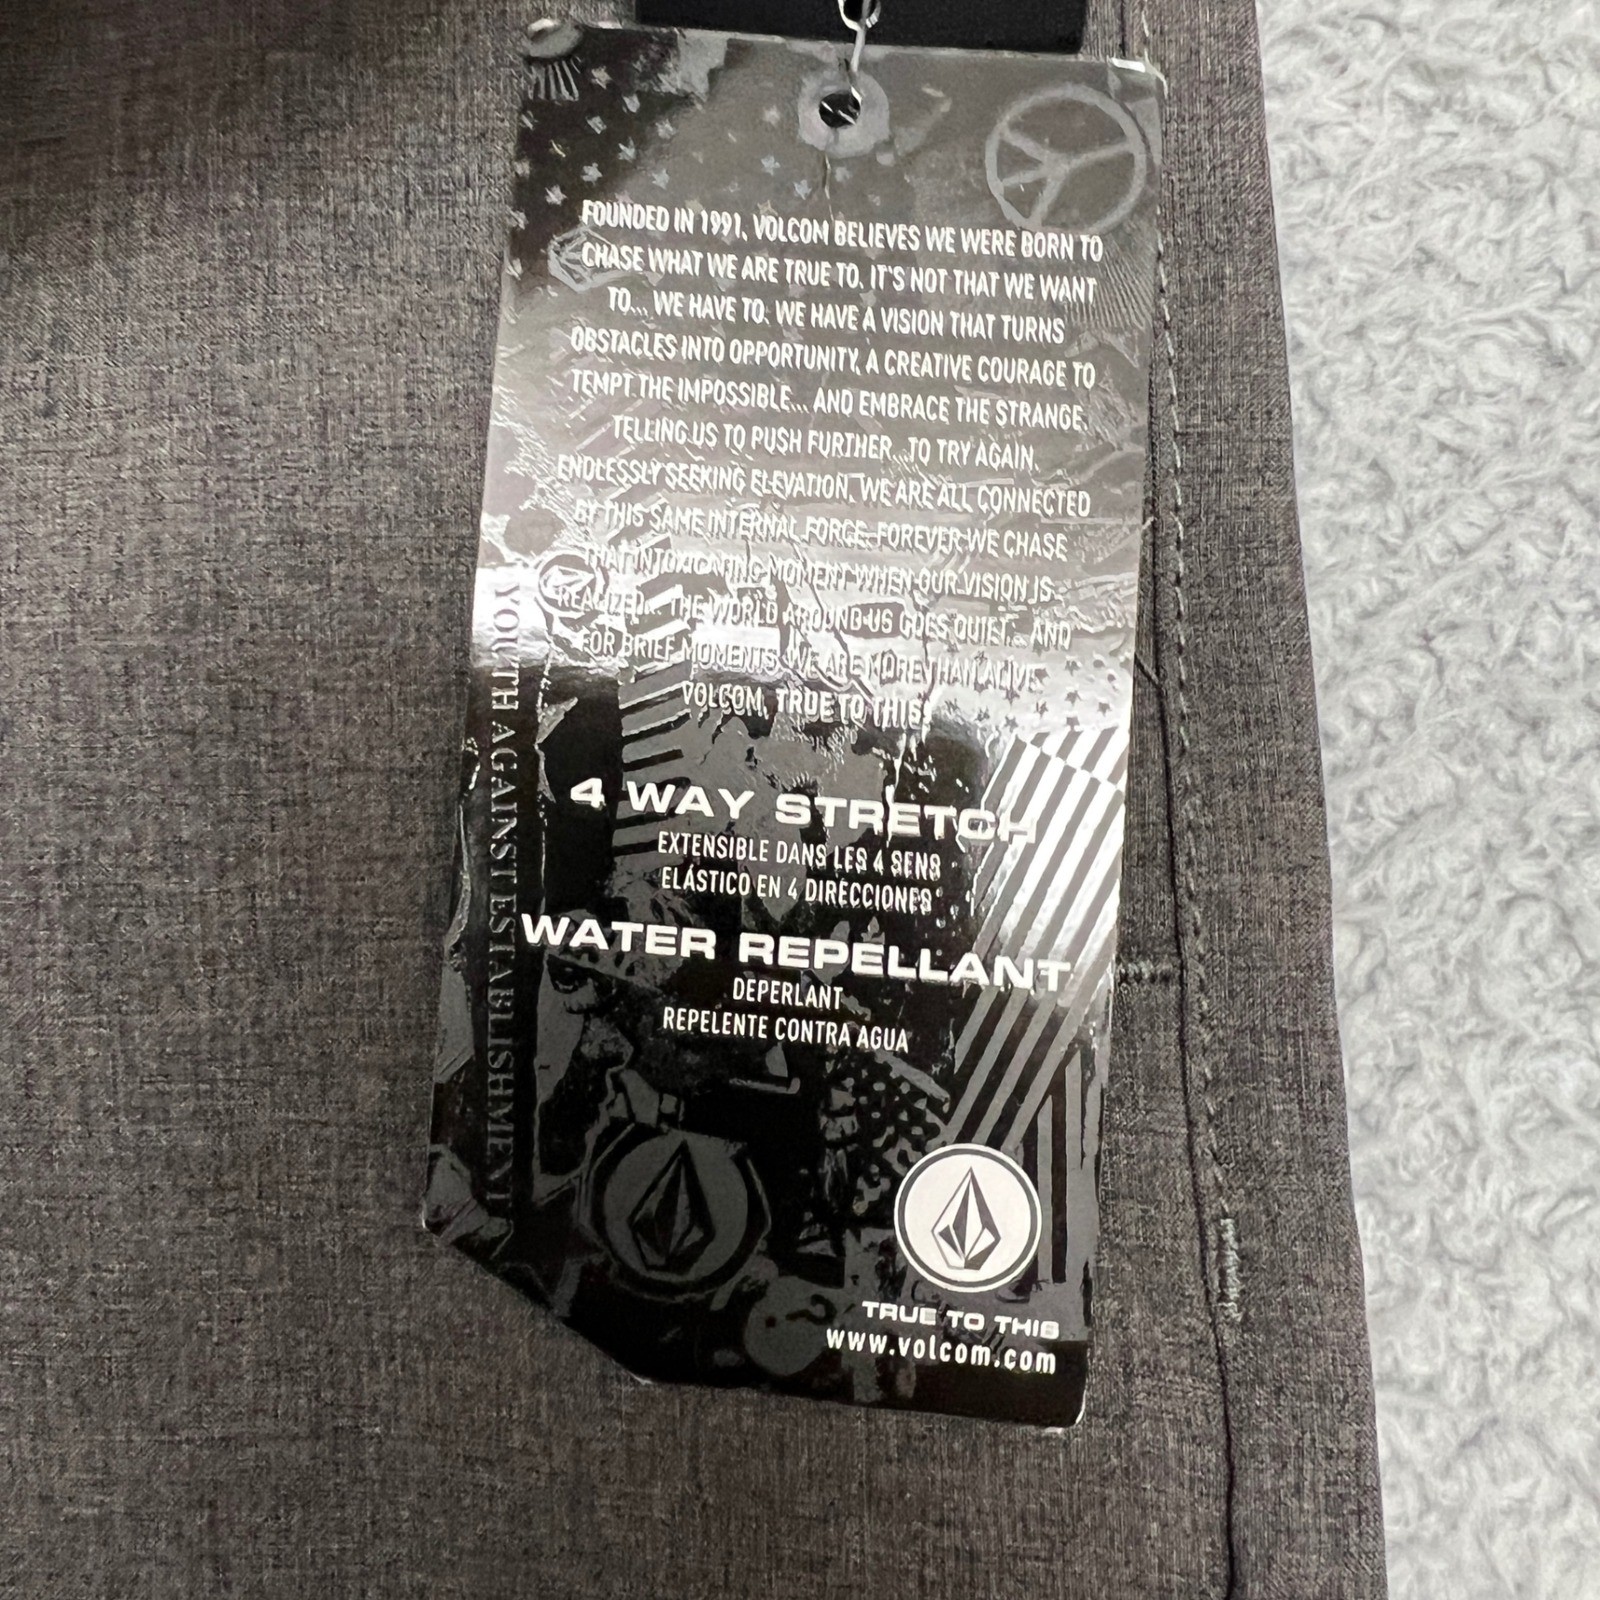 FOUNDED IN 1991, VOLCOM BELIEVES WE WERE BORN TO
CHASE WHAT WE ARE TRUE TO. IT'S NOT THAT WE WANT
TO... WE HAVE TO. WE HAVE A VISION THAT TURNS
OBSTACLES INTO OPPORTUNITY, A CREATIVE COURAGE TO
TEMPT THE IMPOSSIBLE... AND EMBRACE THE STRANGE,
TELLING US TO PUSH FURTHER...TO TRY AGAIN.
ENDLESSLY SEEKING ELEVATION, WE ARE ALL CONNECTED
BY THIS SAME INTERNAL FORCE. FOREVER WE CHASE
THAT INTOXICATING MOMENT WHEN OUR VISION IS
REALIZED... THE WORLD AROUND US GOES QUIET... AND
FOR BRIEF MOMENTS, WE ARE MORE THAN ALIVE.
VOLCOM, TRUE TO THIS.
YOUTH AGAINST ESTABLISHMENT
4 WAY STRETCH
EXTENSIBLE DANS LES 4 SENS
ELÁSTICO EN 4 DIRECCIONES
WATER REPELLANT
DEPERLANT
REPELENTE CONTRA AGUA
TRUE TO THIS
www.volcom.com